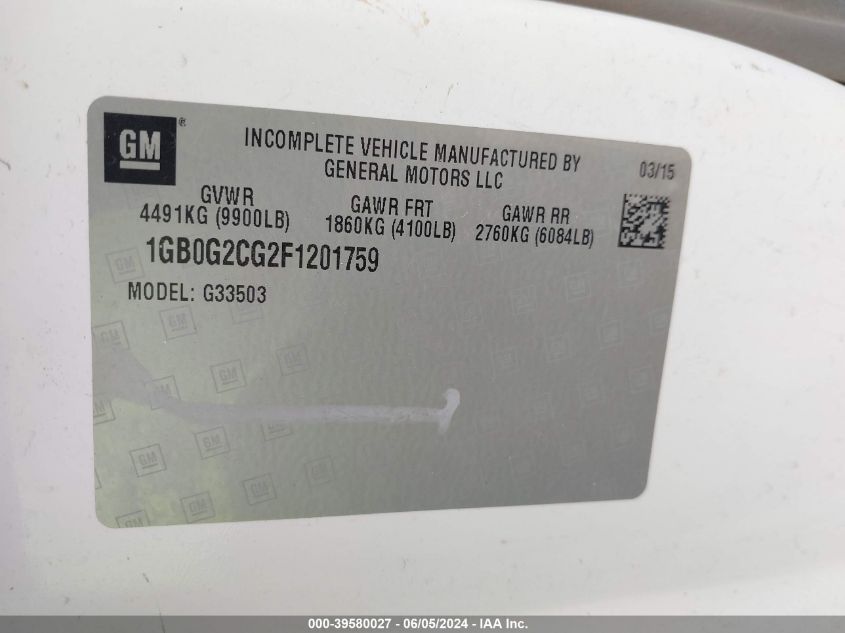 GM ®
INCOMPLETE VEHICLE MANUFACTURED BY
GENERAL MOTORS LLC
03/15
GVWR
4491KG (9900LB)
GAWR FRT
1860KG (4100LB)
GAWR RR
2760KG (6084LB)
1GB0G2CG2F1201759
MODEL: G33503
000-39580027 - 06/05/2024 - IAA Inc.